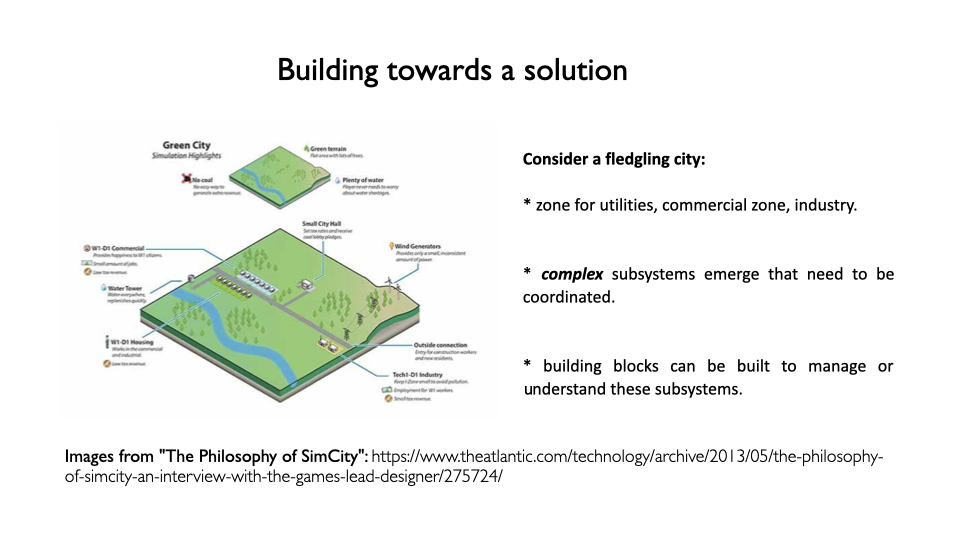 Building towards a solution
Green City
Simulation Highlights
Green terrain
Flat area with lots of trees.
No coal
No easy way to
generate extra revenue.
Plenty of water
Player never needs to worry
about water shortages.
Small City Hall
Set tax rates and receive
coal lobby pledges.
W1-D1 Commercial
Provides happiness to W1 citizens.
Small amount of jobs.
Low tax revenue.
Wind Generators
Provides only a small, inconsistent
amount of power.
Water Tower
Water everywhere,
replenishes quickly.
W1-D1 Housing
Works in the commercial
and industrial.
Low tax revenue.
Outside connection
Entry for construction workers
and new residents.
Tech1-D1 Industry
Keep I-Zone small to avoid pollution.
Employment for W1 workers.
Small tax revenue.
Consider a fledgling city:
* zone for utilities, commercial zone, industry.
* complex subsystems emerge that need to be
coordinated.
* building blocks can be built to manage or
understand these subsystems.
Images from "The Philosophy of SimCity": https://www.theatlantic.com/technology/archive/2013/05/the-philosophy-
of-simcity-an-interview-with-the-games-lead-designer/275724/